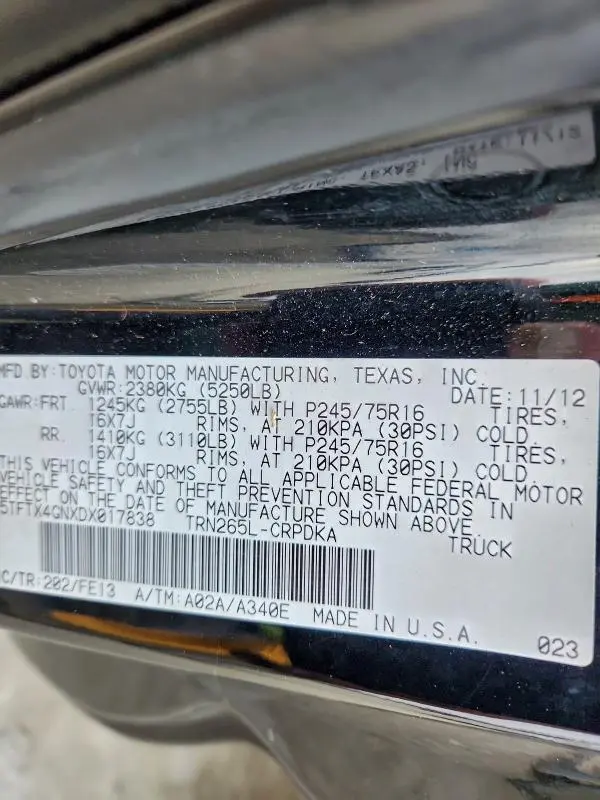 MFD.BY:TOYOTA MOTOR MANUFACTURING, TEXAS, INC.
GVWR:2380KG (5250LB) DATE:11/12
GAWR:FRT. 1245KG (2755LB) WITH P245/75R16 TIRES,
16X7J RIMS, AT 210KPA (30PSI) COLD.
RR. 1410KG (3110LB) WITH P245/75R16 TIRES,
16X7J RIMS, AT 210KPA (30PSI) COLD.
THIS VEHICLE CONFORMS TO ALL APPLICABLE FEDERAL MOTOR
VEHICLE SAFETY AND THEFT PREVENTION STANDARDS IN
EFFECT ON THE DATE OF MANUFACTURE SHOWN ABOVE.
5TFTX4GNXDX017838 TRN265L-CRPDKA TRUCK
C/TR:202/FE13 A/TM:A02A/A340E MADE IN U.S.A. 023